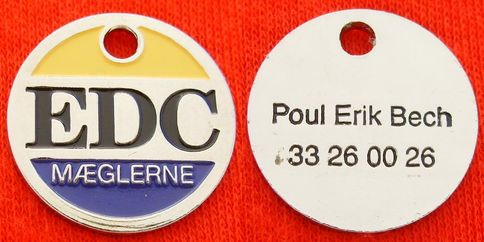 EDC
MÆGLERNE
Poul Erik Bech
33 26 00 26